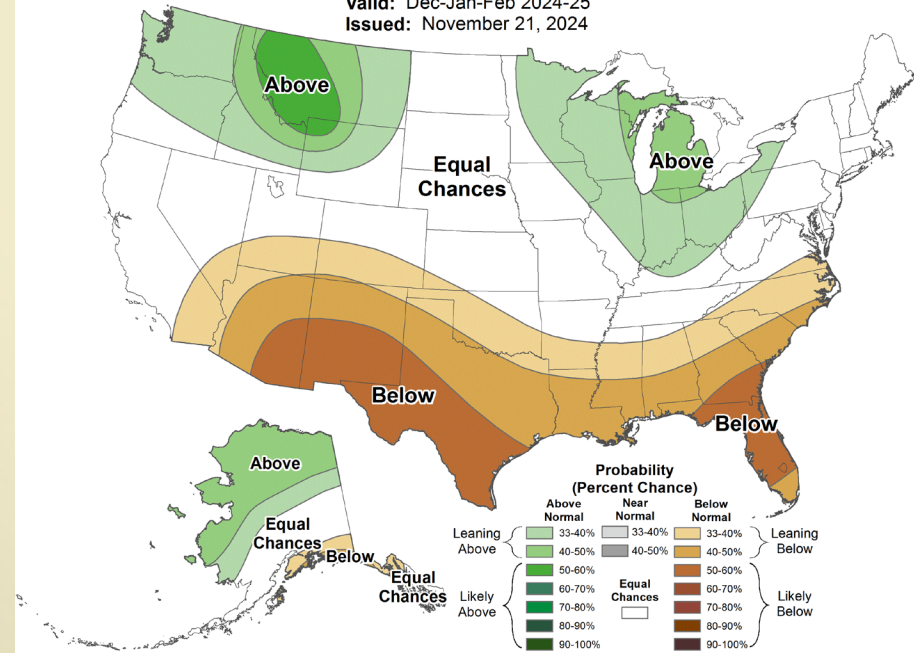 Valid: Dec-Jan-Feb 2024-25
Issued: November 21, 2024
Above
Equal
Chances
Above
Below
Below
Above
Equal
Chances
Below
Equal
Chances
Probability
(Percent Chance)
Above
Normal
Near
Normal
Below
Normal
Leaning
Above
33-40%
33-40%
33-40%
Leaning
Below
40-50%
40-50%
40-50%
Likely
Above
50-60%
Equal
Chances
50-60%
Likely
Below
60-70%
60-70%
70-80%
70-80%
80-90%
80-90%
90-100%
90-100%